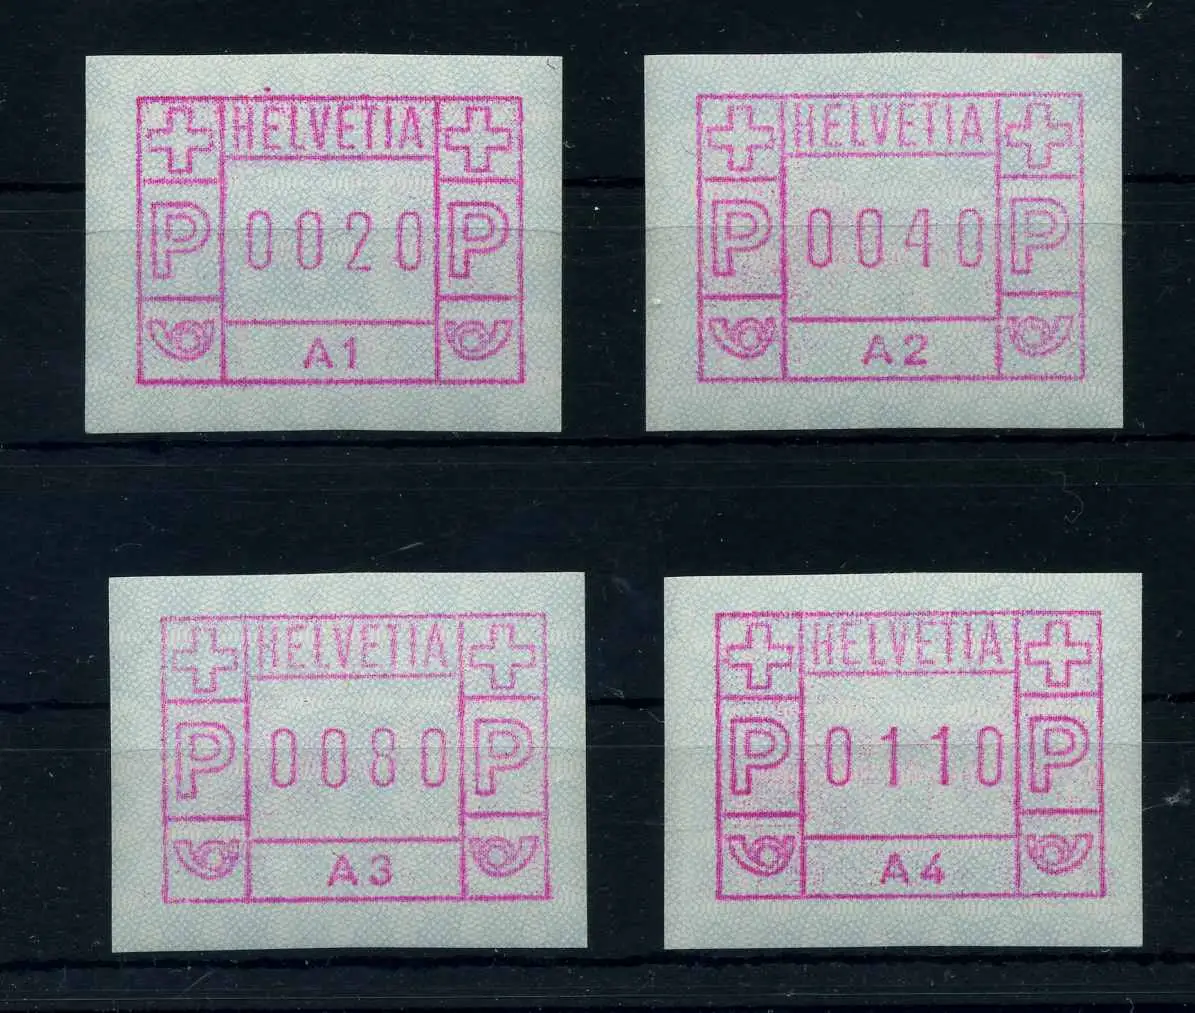 HELVETIA
P 0020 P
A1
HELVETIA
P 0040 P
A2
HELVETIA
P 0080 P
A3
HELVETIA
P 0110 P
A4